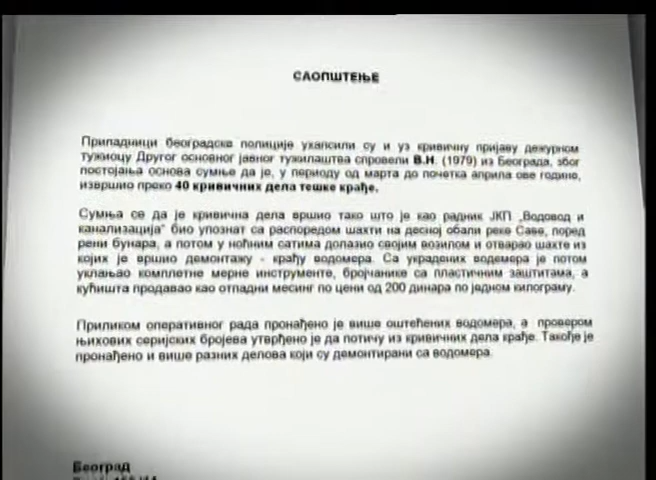 САОПШТЕЊЕ
Припадници београдске полиције ухапсили су и уз кривичну пријаву дежурном
тужиоцу Другог основног јавног тужилаштва спровели В.Н. (1979) из Београда, због
постојања основа сумње да је, у периоду од марта до почетка априла ове године,
извршио преко 40 кривичних дела тешке крађе.
Сумња се да је кривична дела вршио тако што је као радник ЈКП „Водовод и
канализација" био упознат са распоредом шахти на десној обали реке Саве, поред
рени бунара, а потом у ноћним сатима долазио својим возилом и отварао шахте из
којих је вршио демонтажу - крађу водомера. Са украдених водемера је потом
уклањао комплетне мерне инструменте, бројчанике са пластичним заштитама, а
кућишта продавао као отпадни месинг по цени од 200 динара по једном килограму.
Приликом оперативног рада пронађено је више оштећених водомера, а провером
њихових серијских бројева утврђено је да потичу из кривичних дела крађе. Такође је
пронађено и више разних делова који су демонтирани са водомера.
Београд